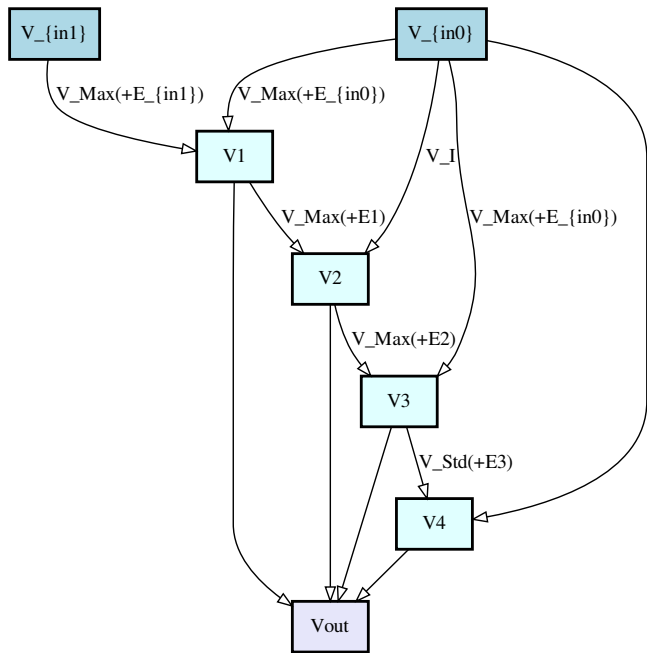 V_{in1}
V_{in0}
V_Max(+E_{in1})
V_Max(+E_{in0})
V1
V_I
V_Max(+E1)
V_Max(+E_{in0})
V2
V_Max(+E2)
V3
V_Std(+E3)
V4
Vout